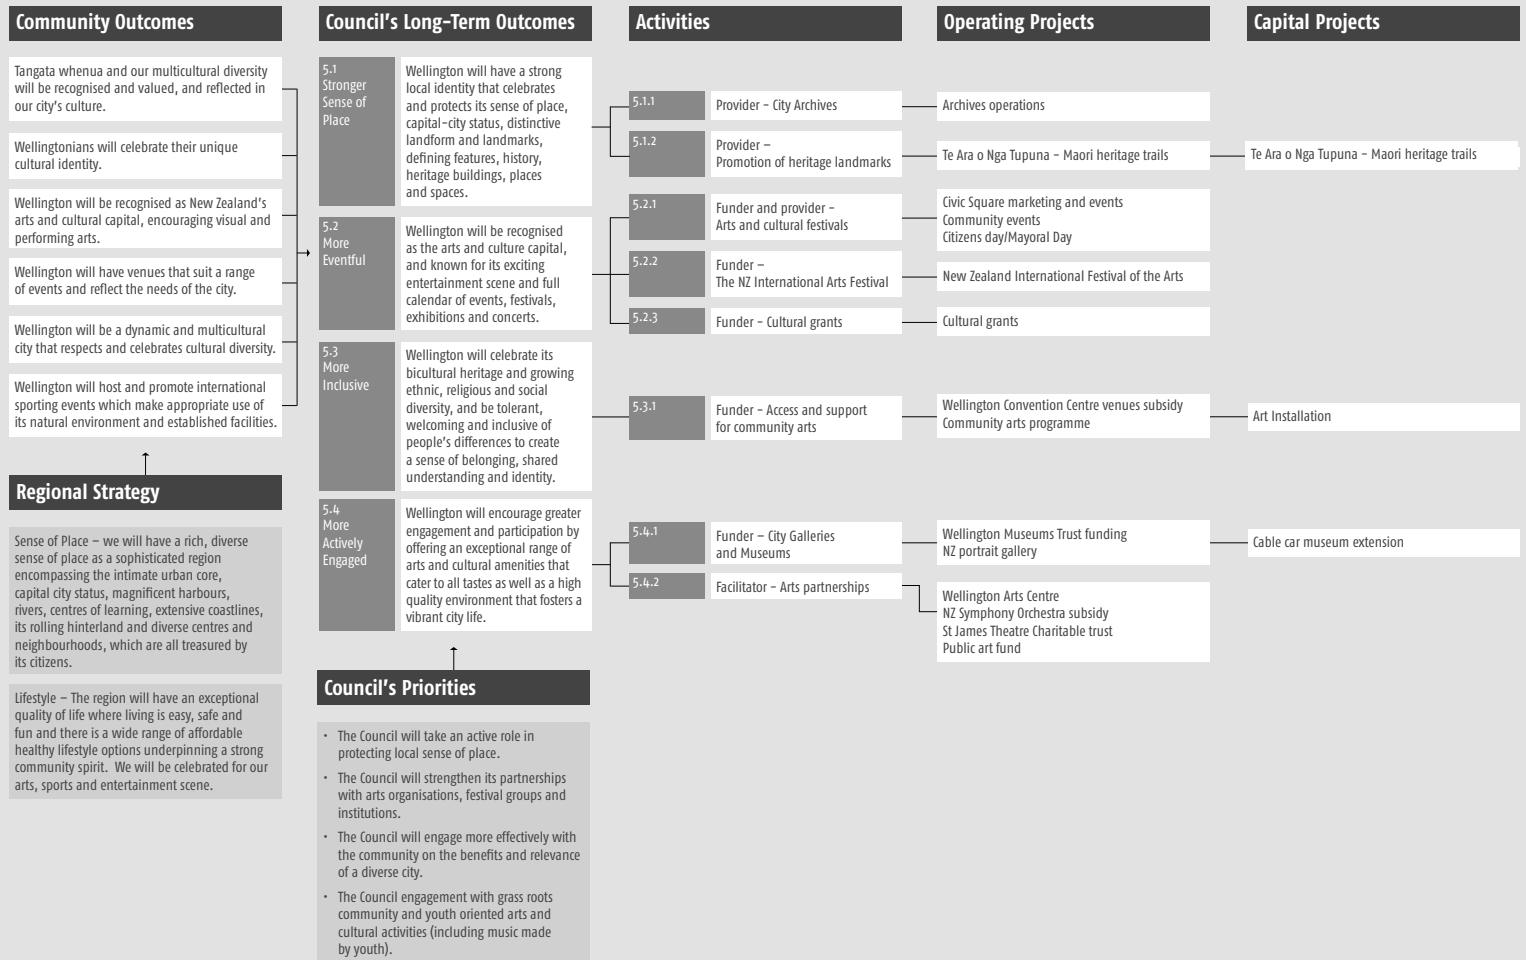 Community Outcomes
Tangata whenua and our multicultural diversity
will be recognised and valued, and reflected in
our city's culture.
Wellingtonians will celebrate their unique
cultural identity.
Wellington will be recognised as New Zealand's
arts and cultural capital, encouraging visual and
performing arts.
Wellington will have venues that suit a range
of events and reflect the needs of the city.
Wellington will be a dynamic and multicultural
city that respects and celebrates cultural diversity.
Wellington will host and promote international
sporting events which make appropriate use of
its natural environment and established facilities.
Regional Strategy
Sense of Place – we will have a rich, diverse
sense of place as a sophisticated region
encompassing the intimate urban core,
capital city status, magnificent harbours,
rivers, centres of learning, extensive coastlines,
its rolling hinterland and diverse centres and
neighbourhoods, which are all treasured by
its citizens.
Lifestyle – The region will have an exceptional
quality of life where living is easy, safe and
fun and there is a wide range of affordable
healthy lifestyle options underpinning a strong
community spirit.  We will be celebrated for our
arts, sports and entertainment scene.
Council's Long-Term Outcomes
5.1
Stronger
Sense of
Place
Wellington will have a strong
local identity that celebrates
and protects its sense of place,
capital-city status, distinctive
landform and landmarks,
defining features, history,
heritage buildings, places
and spaces.
5.2
More
Eventful
Wellington will be recognised
as the arts and culture capital,
and known for its exciting
entertainment scene and full
calendar of events, festivals,
exhibitions and concerts.
5.3
More
Inclusive
Wellington will celebrate its
bicultural heritage and growing
ethnic, religious and social
diversity, and be tolerant,
welcoming and inclusive of
people's differences to create
a sense of belonging, shared
understanding and identity.
5.4
More
Actively
Engaged
Wellington will encourage greater
engagement and participation by
offering an exceptional range of
arts and cultural amenities that
cater to all tastes as well as a high
quality environment that fosters a
vibrant city life.
Council's Priorities
• The Council will take an active role in
protecting local sense of place.
• The Council will strengthen its partnerships
with arts organisations, festival groups and
institutions.
• The Council will engage more effectively with
the community on the benefits and relevance
of a diverse city.
• The Council engagement with grass roots
community and youth oriented arts and
cultural activities (including music made
by youth).
Activities
5.1.1
Provider – City Archives
5.1.2
Provider –
Promotion of heritage landmarks
5.2.1
Funder and provider –
Arts and cultural festivals
5.2.2
Funder –
The NZ International Arts Festival
5.2.3
Funder – Cultural grants
5.3.1
Funder – Access and support
for community arts
5.4.1
Funder – City Galleries
and Museums
5.4.2
Facilitator – Arts partnerships
Operating Projects
Archives operations
Te Ara o Nga Tupuna – Maori heritage trails
Civic Square marketing and events
Community events
Citizens day/Mayoral Day
New Zealand International Festival of the Arts
Cultural grants
Wellington Convention Centre venues subsidy
Community arts programme
Wellington Museums Trust funding
NZ portrait gallery
Wellington Arts Centre
NZ Symphony Orchestra subsidy
St James Theatre Charitable trust
Public art fund
Capital Projects
Te Ara o Nga Tupuna – Maori heritage trails
Art Installation
Cable car museum extension